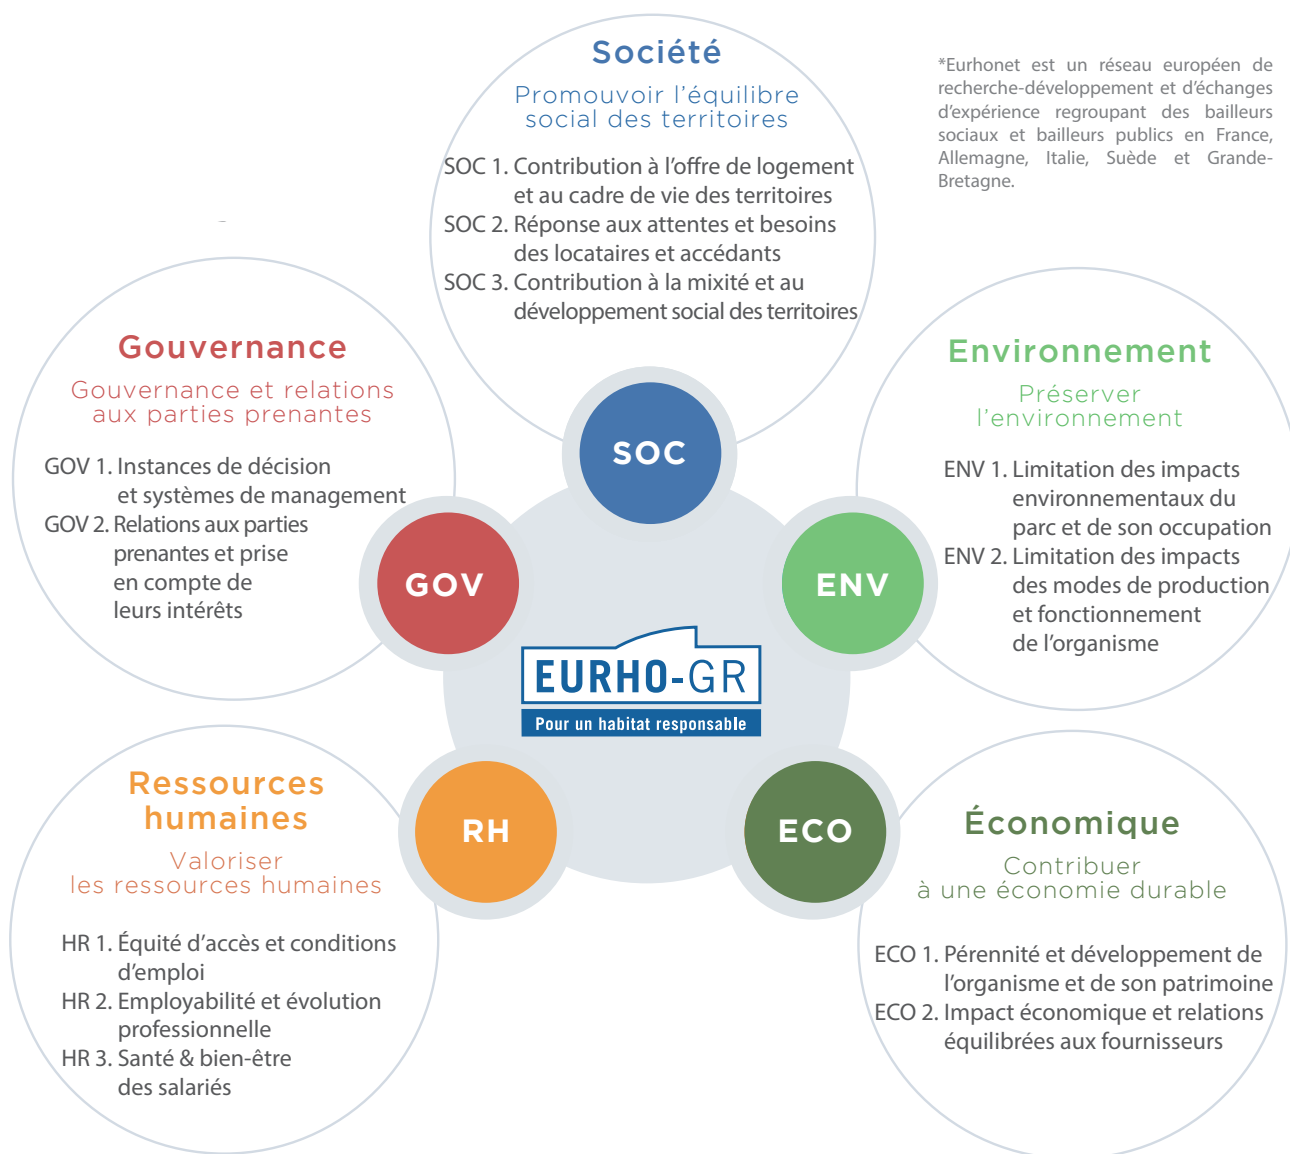 Société
Promouvoir l’équilibre
social des territoires
SOC 1. Contribution à l’offre de logement
et au cadre de vie des territoires
SOC 2. Réponse aux attentes et besoins
des locataires et accédants
SOC 3. Contribution à la mixité et au
développement social des territoires
*Eurhonet est un réseau européen de
recherche-développement et d’échanges
d’expérience regroupant des bailleurs
sociaux et bailleurs publics en France,
Allemagne, Italie, Suède et Grande-
Bretagne.
Gouvernance
Gouvernance et relations
aux parties prenantes
GOV 1. Instances de décision
et systèmes de management
GOV 2. Relations aux parties
prenantes et prise
en compte de
leurs intérêts
Environnement
Préserver
l’environnement
ENV 1. Limitation des impacts
environnementaux du
parc et de son occupation
ENV 2. Limitation des impacts
des modes de production
et fonctionnement
de l’organisme
SOC
GOV
ENV
EURHO-GR
Pour un habitat responsable
RH
ECO
Ressources
humaines
Valoriser
les ressources humaines
HR 1. Équité d’accès et conditions
d’emploi
HR 2. Employabilité et évolution
professionnelle
HR 3. Santé & bien-être
des salariés
Économique
Contribuer
à une économie durable
ECO 1. Pérennité et développement de
l’organisme et de son patrimoine
ECO 2. Impact économique et relations
équilibrées aux fournisseurs